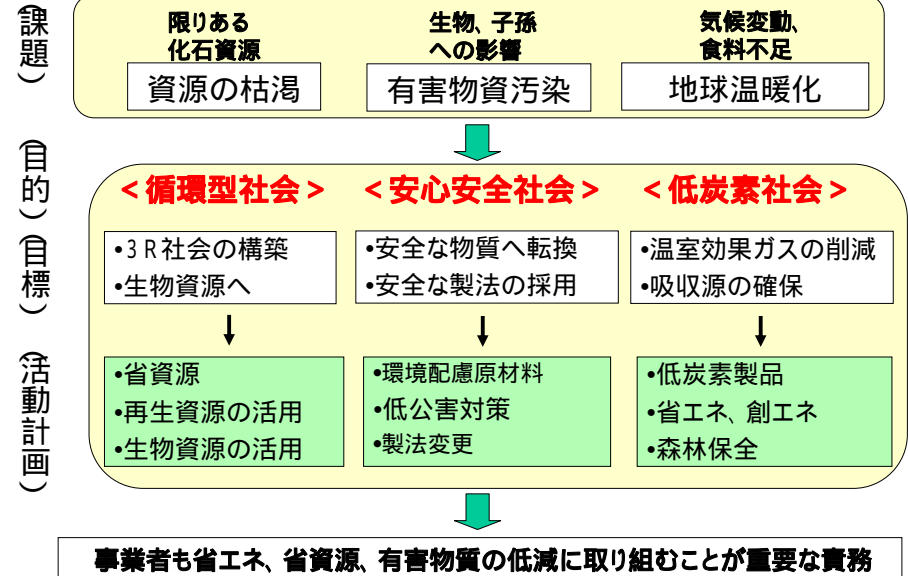 （課題）
限りある
化石資源
資源の枯渇
生物、子孫
への影響
有害物資汚染
気候変動、
食料不足
地球温暖化
（目的）
<循環型社会>
<安心安全社会>
<低炭素社会>
（目標）
•3R社会の構築
•生物資源へ
•安全な物質へ転換
•安全な製法の採用
•温室効果ガスの削減
•吸収源の確保
（活動計画）
•省資源
•再生資源の活用
•生物資源の活用
•環境配慮原材料
•低公害対策
•製法変更
•低炭素製品
•省エネ、創エネ
•森林保全
事業者も省エネ、省資源、有害物質の低減に取り組むことが重要な責務